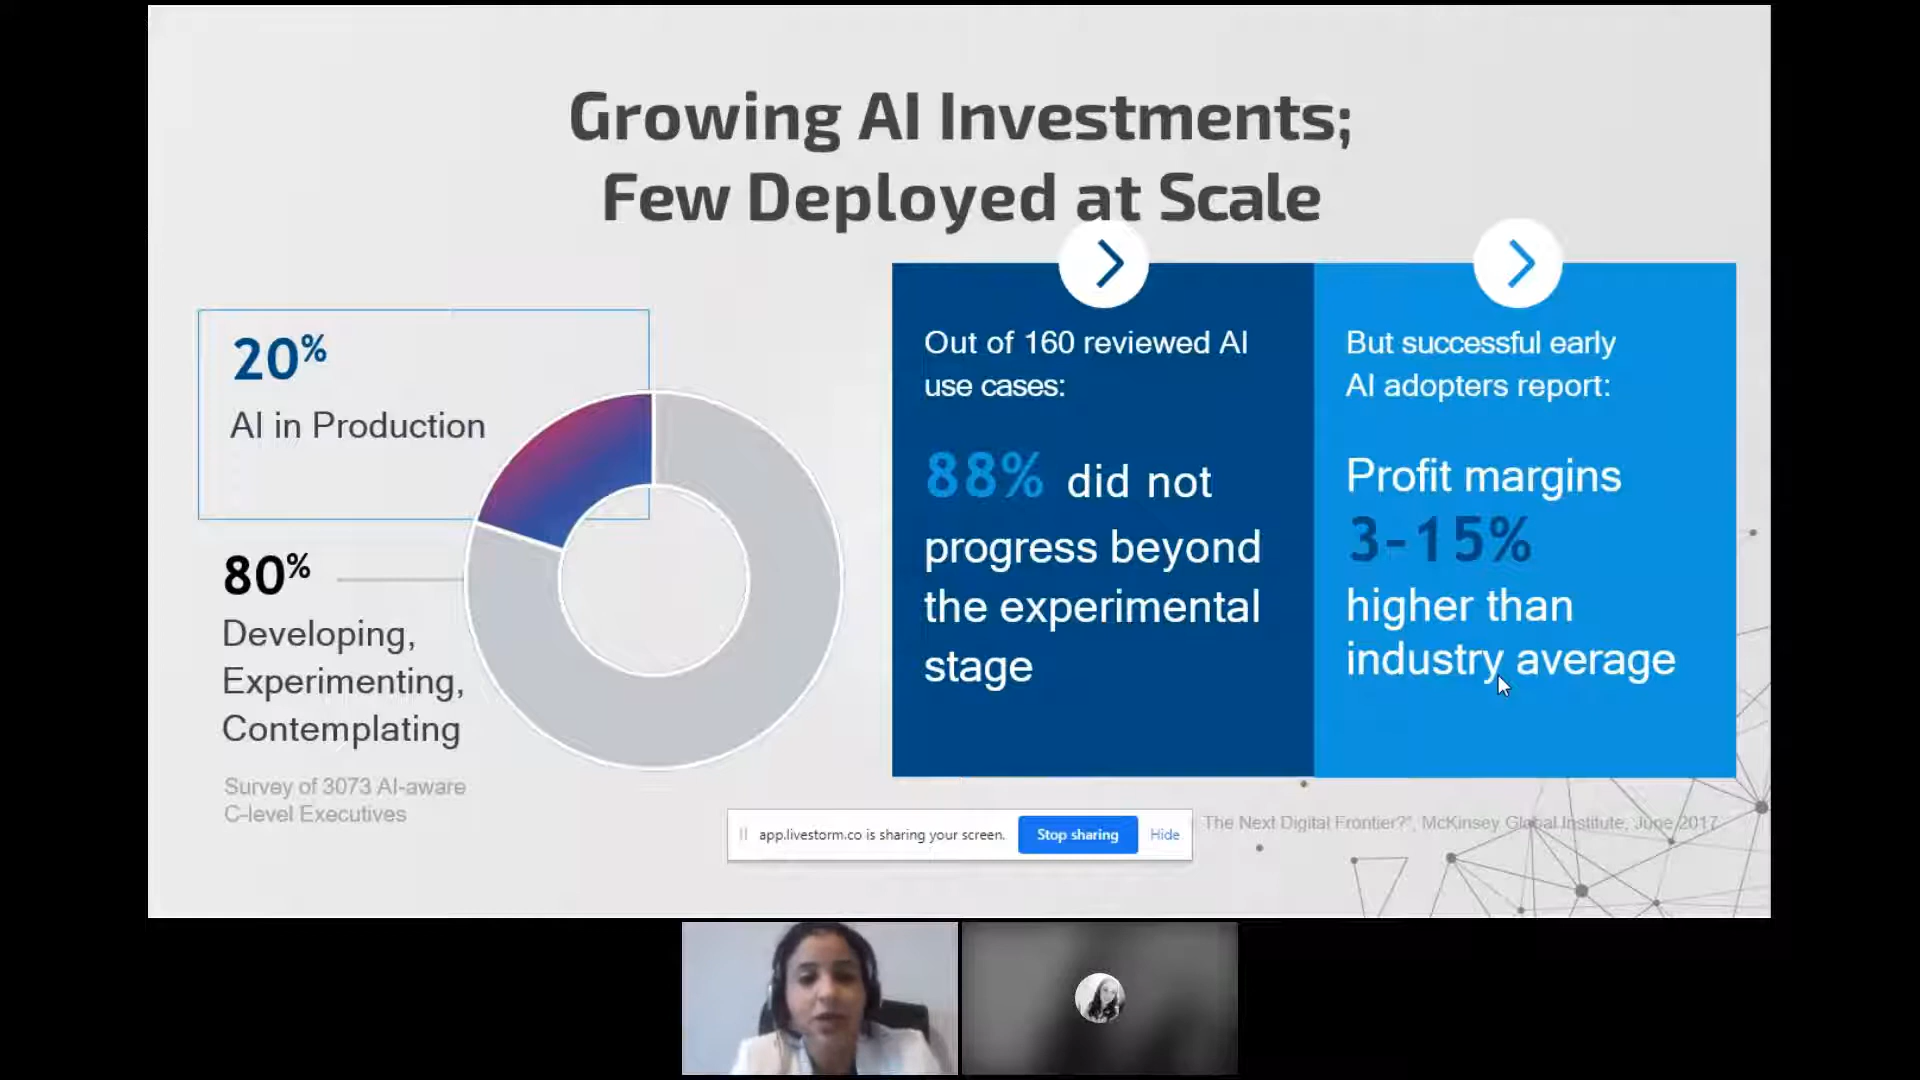 Growing AI Investments;
Few Deployed at Scale
20%
AI in Production
80%
Developing,
Experimenting,
Contemplating
Survey of 3073 AI-aware
C-level Executives
Out of 160 reviewed AI
use cases:
88% did not
progress beyond
the experimental
stage
But successful early
AI adopters report:
Profit margins
3-15%
higher than
industry average
The Next Digital Frontier?", McKinsey Global Institute, June 2017
app.livestorm.co is sharing your screen.
Stop sharing
Hide